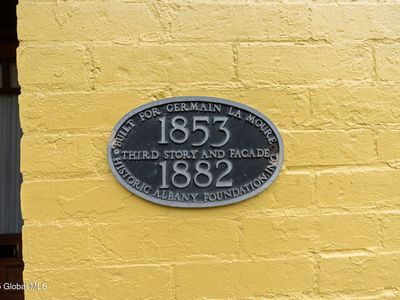 BUILT FOR GERMAIN LA MOURE
1853
THIRD STORY AND FACADE
1882
HISTORIC ALBANY FOUNDATION, INC.
Global MLS